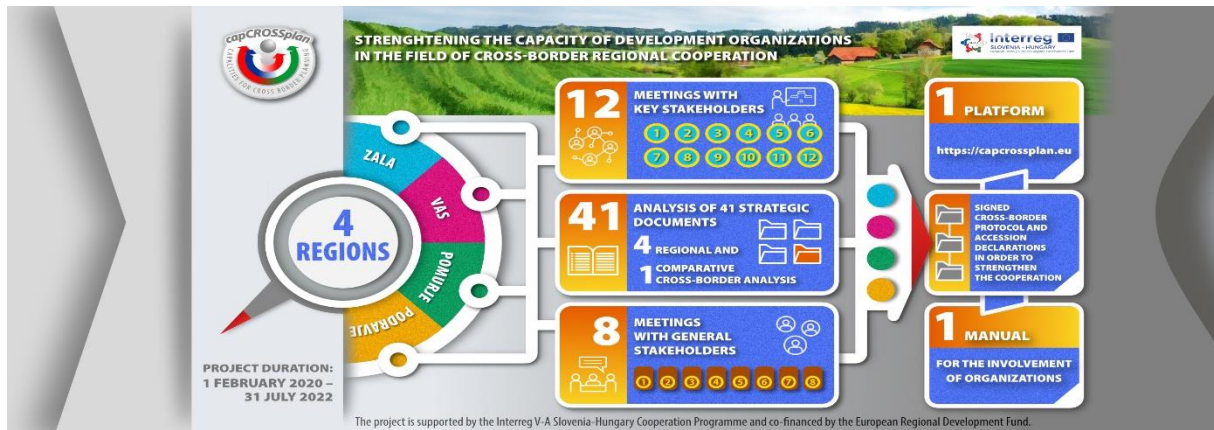 capCROSSplan
CAPACITIES FOR CROSS BORDER PLANNING
STRENGHTENING THE CAPACITY OF DEVELOPMENT ORGANIZATIONS
IN THE FIELD OF CROSS-BORDER REGIONAL COOPERATION
Interreg
SLOVENIA - HUNGARY
ZALA
VAS
POMURJE
PODRAVJE
4
REGIONS
PROJECT DURATION:
1 FEBRUARY 2020 –
31 JULY 2022
12
MEETINGS WITH
KEY STAKEHOLDERS
1 2 3 4 5 6
7 8 9 10 11 12
41
ANALYSIS OF 41 STRATEGIC
DOCUMENTS
4 REGIONAL AND
1 COMPARATIVE
CROSS-BORDER ANALYSIS
8
MEETINGS
WITH GENERAL
STAKEHOLDERS
1 2 3 4 5 6 7 8
1 PLATFORM
https://capcrossplan.eu
SIGNED
CROSS-BORDER
PROTOCOL AND
ACCESSION
DECLARATIONS
IN ORDER TO
STRENGTHEN
THE COOPERATION
1 MANUAL
FOR THE INVOLVEMENT
OF ORGANIZATIONS
The project is supported by the Interreg V-A Slovenia-Hungary Cooperation Programme and co-financed by the European Regional Development Fund.